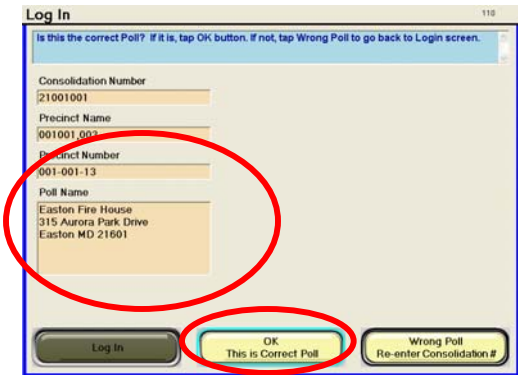 Log In
110
Is this the correct Poll? If it is, tap OK button. If not, tap Wrong Poll to go back to Login screen.
Consolidation Number
21001001
Precinct Name
001001,003
Precinct Number
001-001-13
Poll Name
Easton Fire House
315 Aurora Park Drive
Easton MD 21601
Log In
OK
This is Correct Poll
Wrong Poll
Re-enter Consolidation #